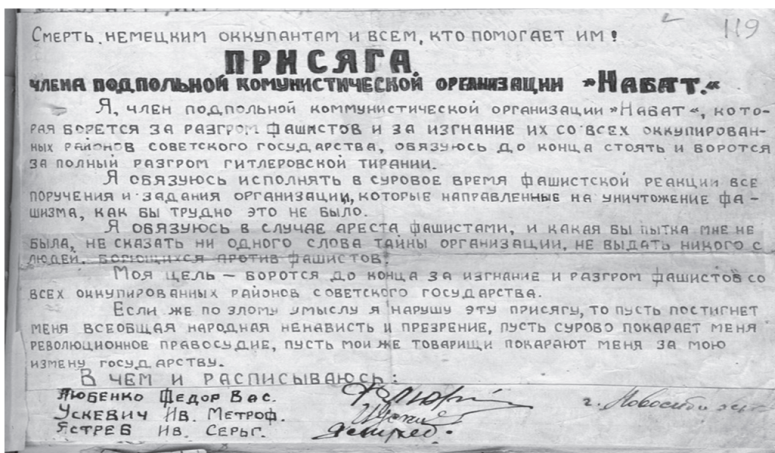 119
Смерть немецким оккупантам и всем, кто помогает им!
ПРИСЯГА
ЧЛЕНА ПОДПОЛЬНОЙ КОМУНИСТИЧЕСКОЙ ОРГАНИЗАЦИИ "НАБАТ."
Я, член подпольной коммунистической организации "Набат", кото-
рая борется за разгром фашистов и за изгнание их со всех оккупирован-
ных районов советского государства, обязуюсь до конца стоять и боротся
за полный разгром гитлеровской тирании.
Я обязуюсь исполнять в суровое время фашистской реакции все
поручения и задания организации, которые направленные на уничтожение фа-
шизма, как бы трудно это не было.
Я обязуюсь в случае ареста фашистами, и какая бы пытка мне не
была, не сказать ни одного слова тайны организации, не выдать никого с
людей, борющихся против фашистов.
Моя цель - боротся до конца за изгнание и разгром фашистов со
всех оккупированных районов советского государства.
Если же по злому умыслу я нарушу эту присягу, то пусть постигнет
меня всеобщая народная ненависть и презрение, пусть сурово покарает меня
революционное правосудие, пусть мои же товарищи покарают меня за мою
измену государству.
В чем и расписываюсь:
Любенко Федор Вас.
Ускевич Ив. Метроф.
Ястреб Ив. Серьг.